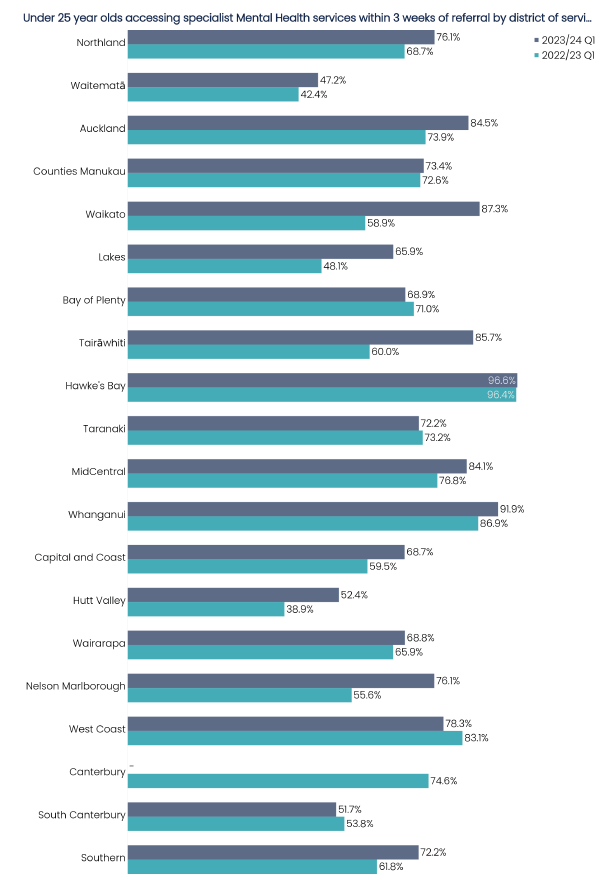 Under 25 year olds accessing specialist Mental Health services within 3 weeks of referral by district of servi...
2023/24 Q1
2022/23 Q1
Northland
76.1%
68.7%
Waitematā
47.2%
42.4%
Auckland
84.5%
73.9%
Counties Manukau
73.4%
72.6%
Waikato
87.3%
58.9%
Lakes
65.9%
48.1%
Bay of Plenty
68.9%
71.0%
Tairāwhiti
85.7%
60.0%
Hawke's Bay
96.6%
96.4%
Taranaki
72.2%
73.2%
MidCentral
84.1%
76.8%
Whanganui
91.9%
86.9%
Capital and Coast
68.7%
59.5%
Hutt Valley
52.4%
38.9%
Wairarapa
68.8%
65.9%
Nelson Marlborough
76.1%
55.6%
West Coast
78.3%
83.1%
Canterbury
–
74.6%
South Canterbury
51.7%
53.8%
Southern
72.2%
61.8%